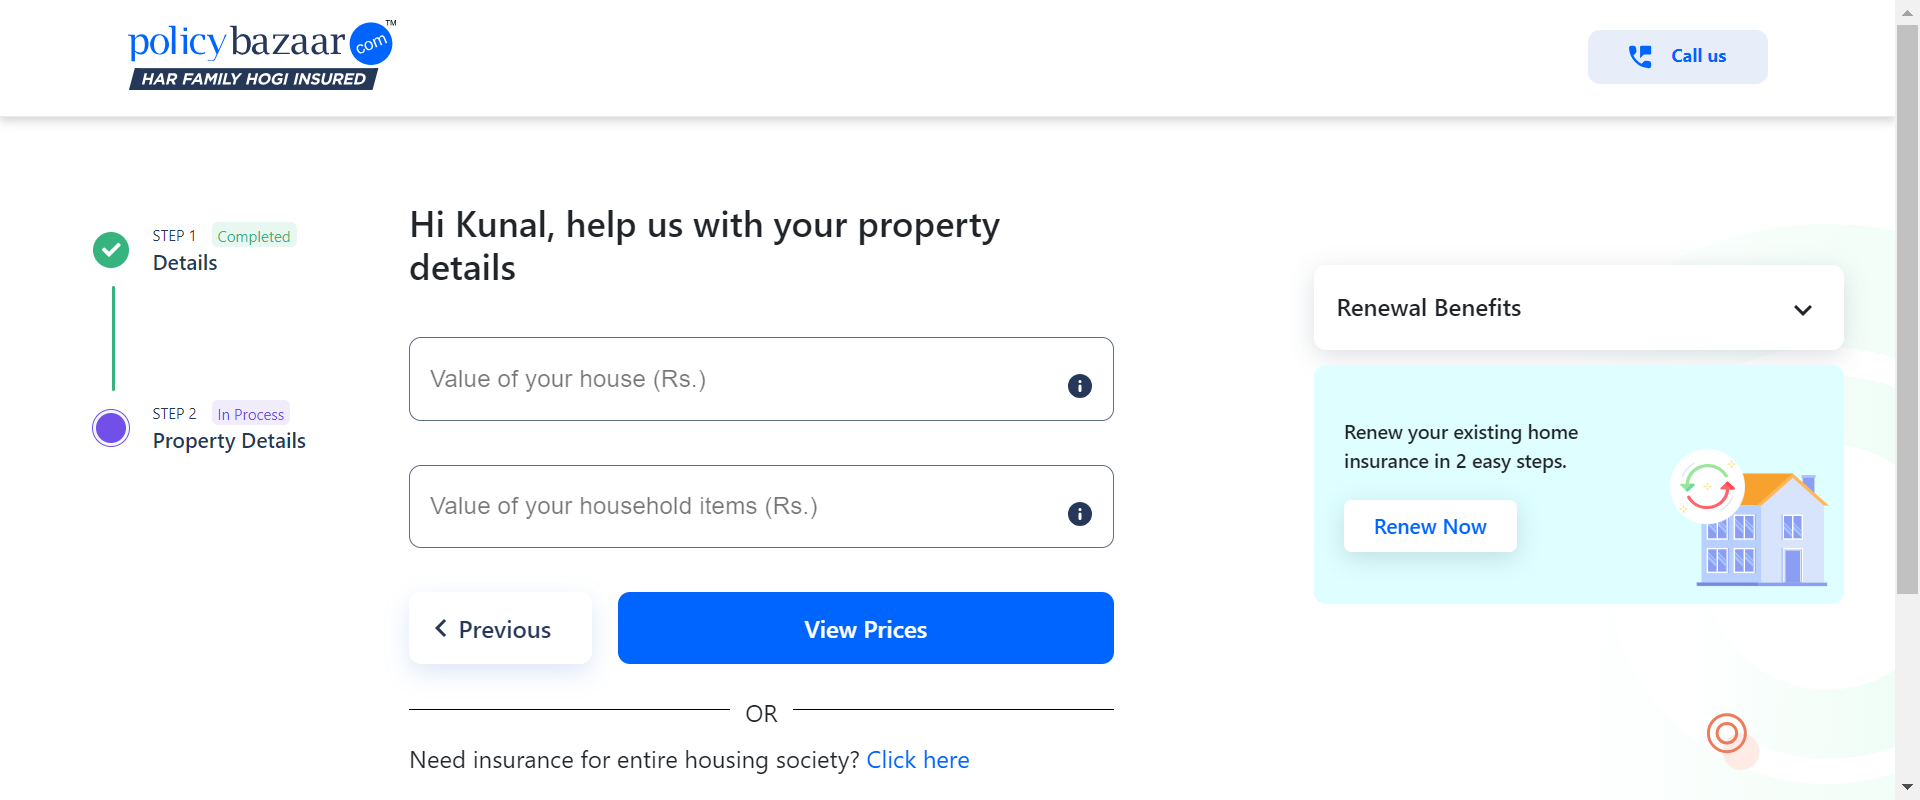 policybazaar com TM
HAR FAMILY HOGI INSURED
Call us
STEP 1 Completed
Details
STEP 2 In Process
Property Details
Hi Kunal, help us with your property
details
Value of your house (Rs.)
Value of your household items (Rs.)
Previous
View Prices
OR
Need insurance for entire housing society? Click here
Renewal Benefits
Renew your existing home
insurance in 2 easy steps.
Renew Now